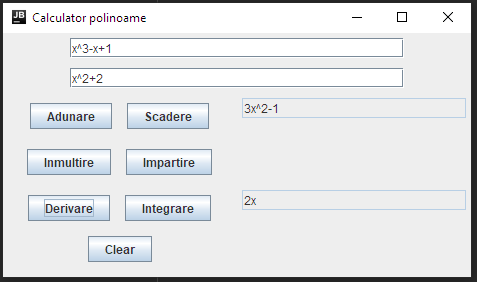 JB Calculator polinoame
x^3-x+1
x^2+2
Adunare Scadere 3x^2-1
Inmultire Impartire
Derivare Integrare 2x
Clear